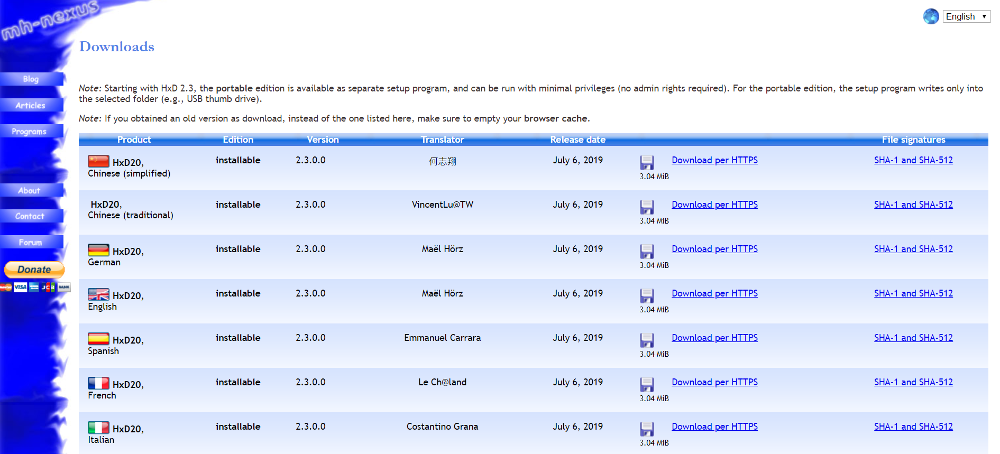 mh-nexus
English
Downloads
Blog
Articles
Programs
About
Contact
Forum
Donate
VISA JCB BANK
Note: Starting with HxD 2.3, the portable edition is available as separate setup program, and can be run with minimal privileges (no admin rights required). For the portable edition, the setup program writes only into
the selected folder (e.g., USB thumb drive).
Note: If you obtained an old version as download, instead of the one listed here, make sure to empty your browser cache.
Product Edition Version Translator Release date File signatures
HxD20, installable 2.3.0.0 何志翔 July 6, 2019 Download per HTTPS SHA-1 and SHA-512
Chinese (simplified) 3.04 MiB
HxD20, installable 2.3.0.0 VincentLu@TW July 6, 2019 Download per HTTPS SHA-1 and SHA-512
Chinese (traditional) 3.04 MiB
HxD20, installable 2.3.0.0 Maël Hörz July 6, 2019 Download per HTTPS SHA-1 and SHA-512
German 3.04 MiB
HxD20, installable 2.3.0.0 Maël Hörz July 6, 2019 Download per HTTPS SHA-1 and SHA-512
English 3.04 MiB
HxD20, installable 2.3.0.0 Emmanuel Carrara July 6, 2019 Download per HTTPS SHA-1 and SHA-512
Spanish 3.04 MiB
HxD20, installable 2.3.0.0 Le Ch@land July 6, 2019 Download per HTTPS SHA-1 and SHA-512
French 3.04 MiB
HxD20, installable 2.3.0.0 Costantino Grana July 6, 2019 Download per HTTPS SHA-1 and SHA-512
Italian 3.04 MiB